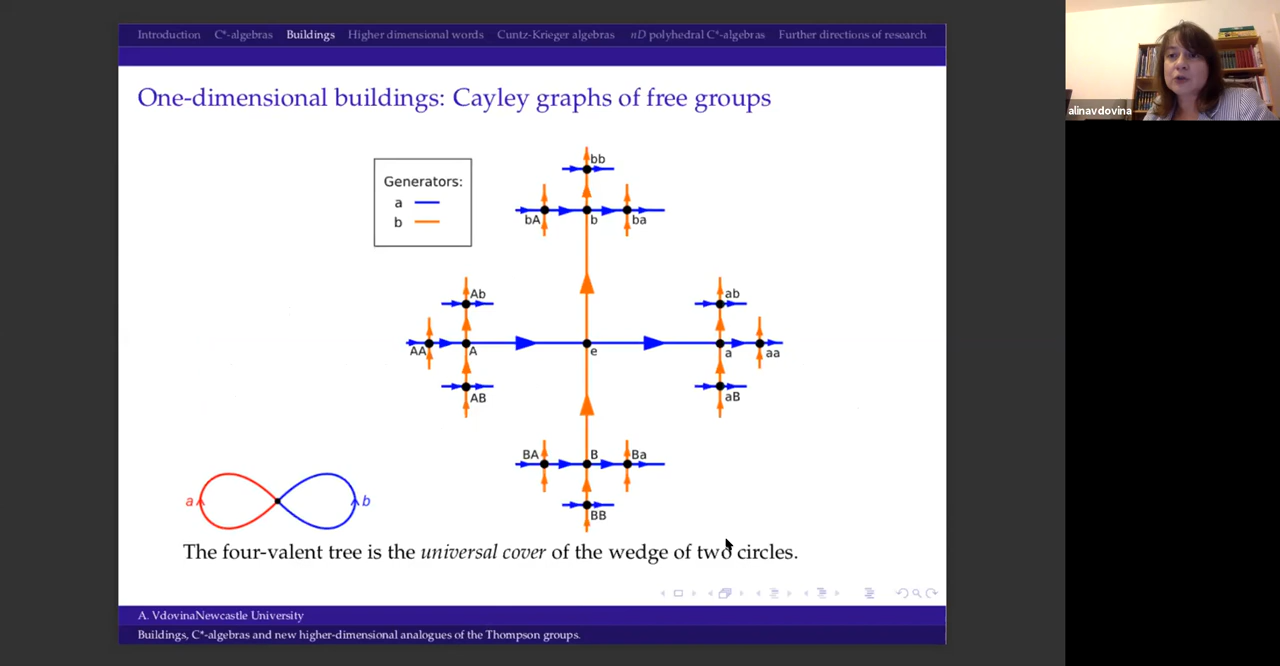 Introduction C*-algebras Buildings Higher dimensional words Cuntz-Krieger algebras nD polyhedral C*-algebras Further directions of research
One-dimensional buildings: Cayley graphs of free groups
Generators:
a
b
bb
bA b ba
Ab ab
AA A e a aa
AB aB
BA B Ba
BB
a b
The four-valent tree is the universal cover of the wedge of two circles.
A. VdovinaNewcastle University
Buildings, C*-algebras and new higher-dimensional analogues of the Thompson groups.
alinavdovina